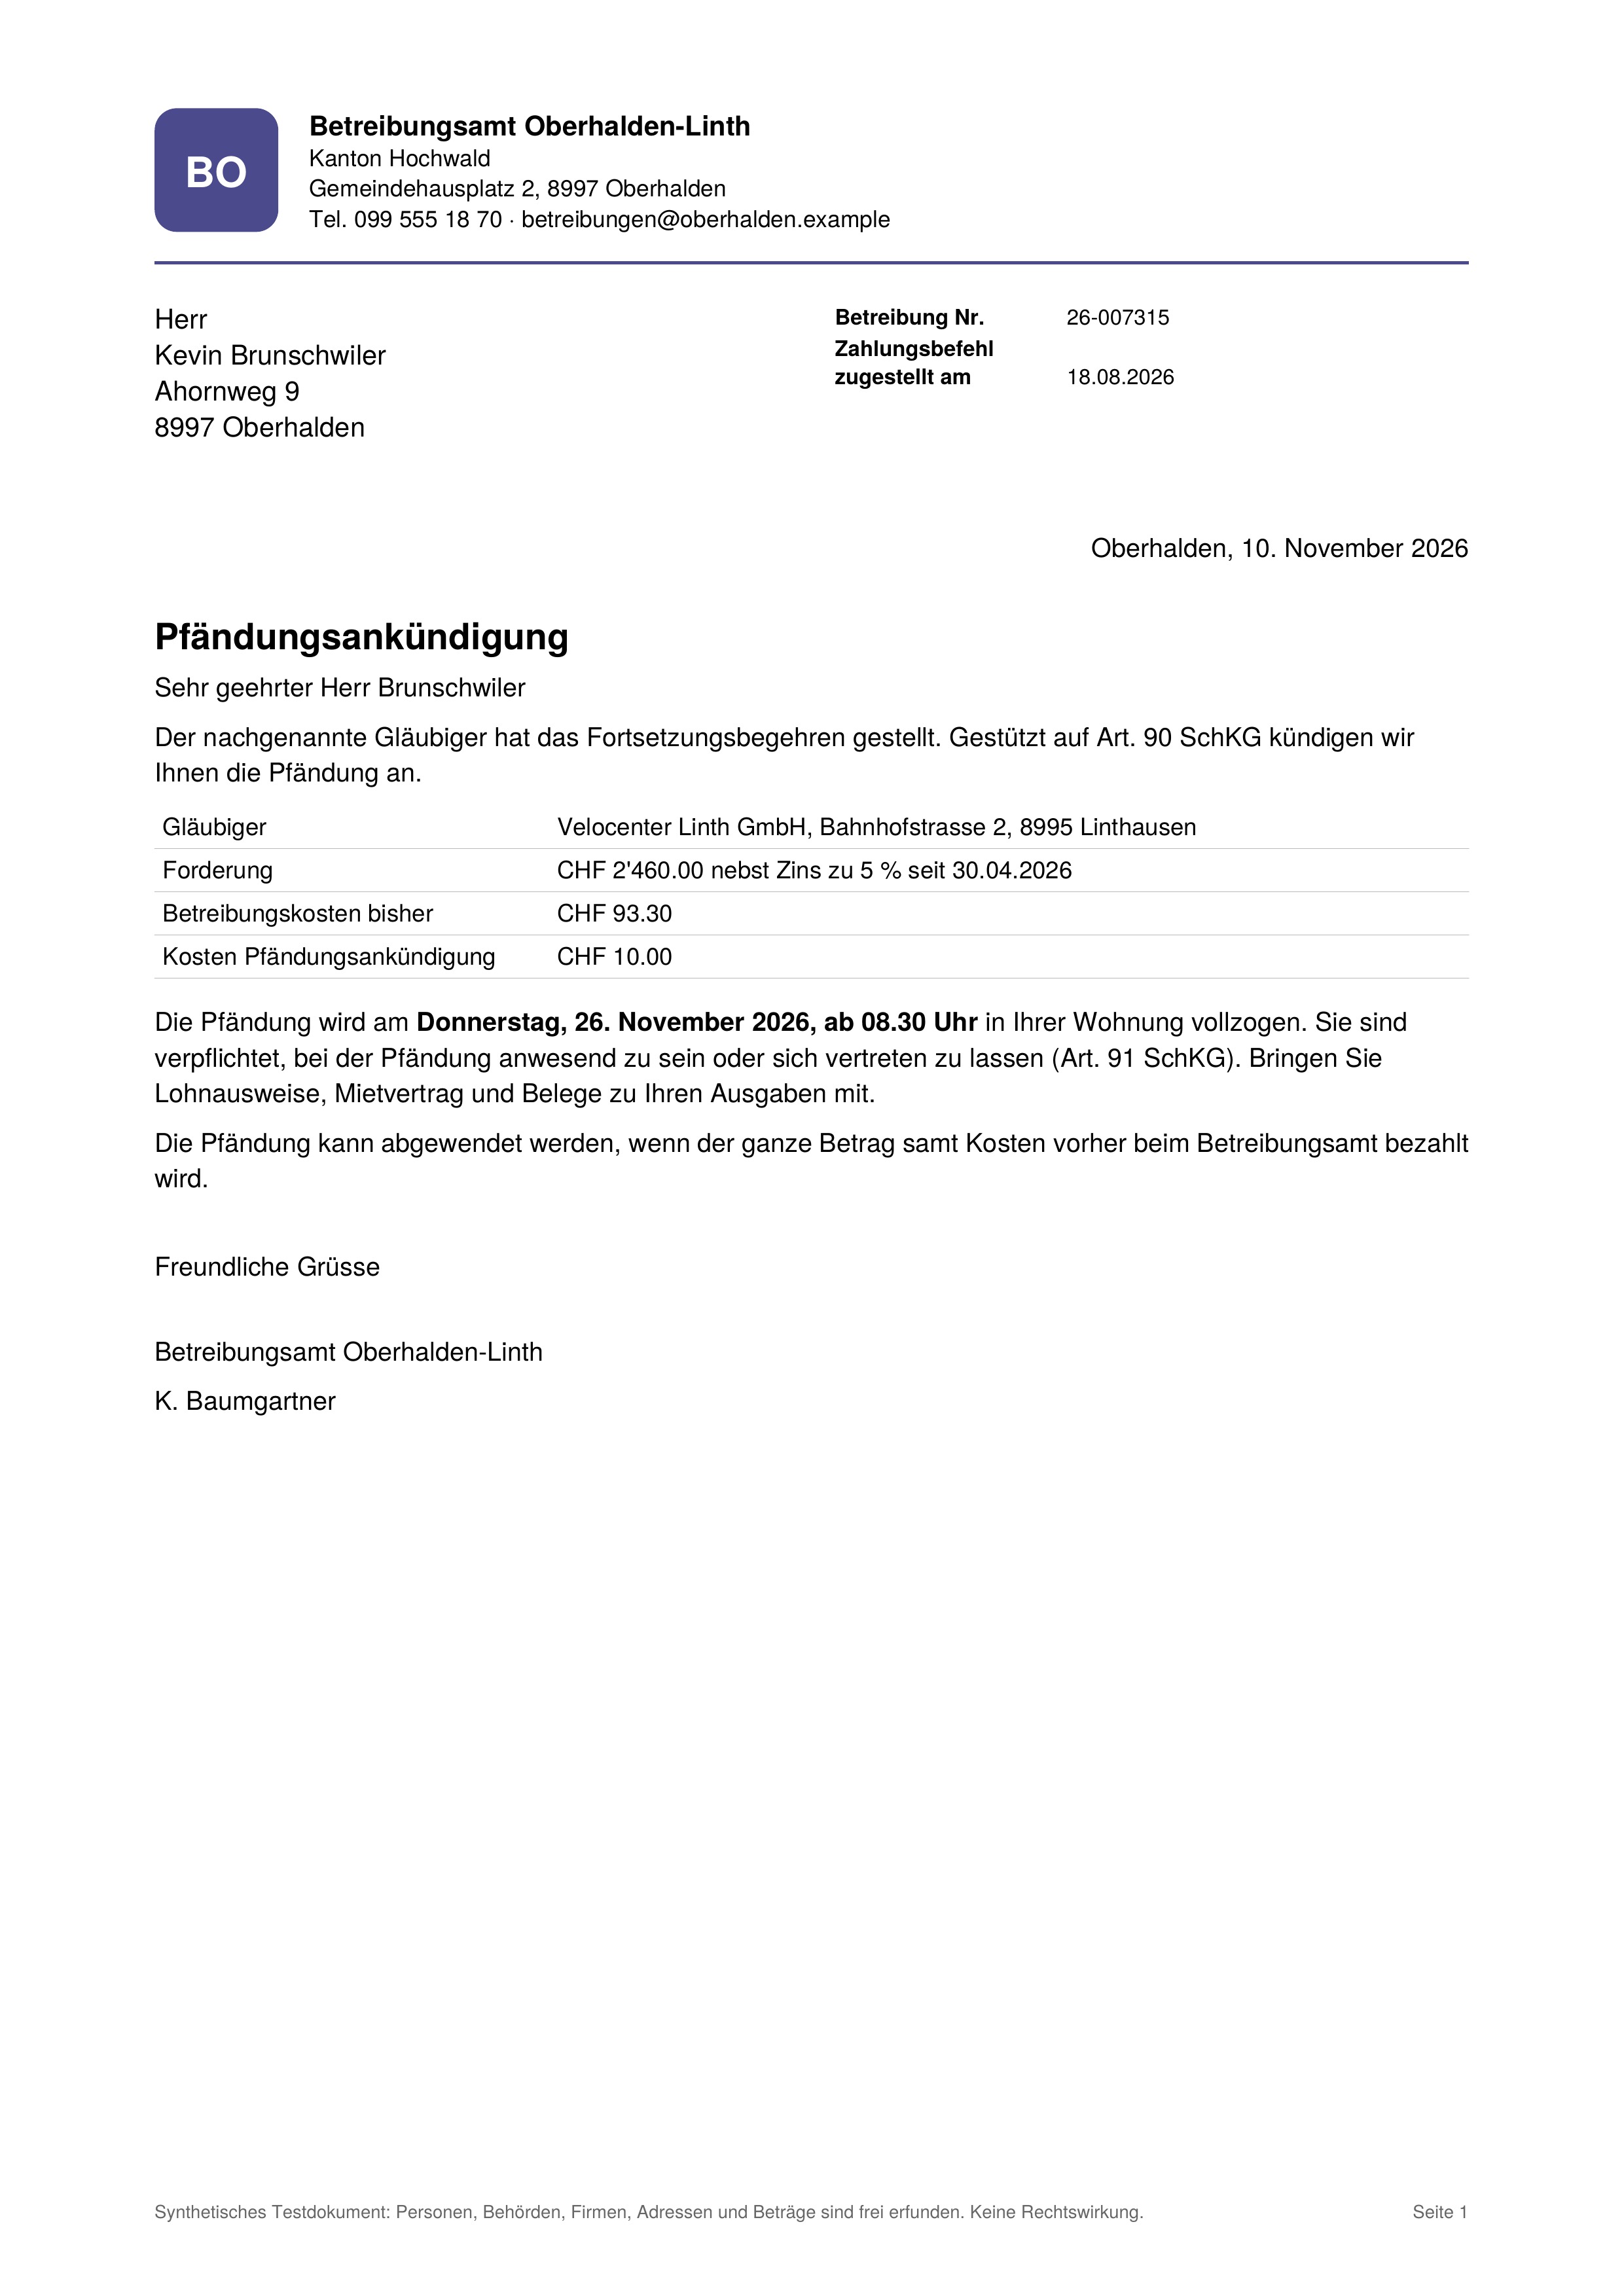 BO
Betreibungsamt Oberhalden-Linth
Kanton Hochwald
Gemeindehausplatz 2, 8997 Oberhalden
Tel. 099 555 18 70 · betreibungen@oberhalden.example
Herr
Kevin Brunschwiler
Ahornweg 9
8997 Oberhalden
Betreibung Nr. 26-007315
Zahlungsbefehl
zugestellt am 18.08.2026
Oberhalden, 10. November 2026
Pfändungsankündigung
Sehr geehrter Herr Brunschwiler
Der nachgenannte Gläubiger hat das Fortsetzungsbegehren gestellt. Gestützt auf Art. 90 SchKG kündigen wir
Ihnen die Pfändung an.
Gläubiger Velocenter Linth GmbH, Bahnhofstrasse 2, 8995 Linthausen
Forderung CHF 2'460.00 nebst Zins zu 5 % seit 30.04.2026
Betreibungskosten bisher CHF 93.30
Kosten Pfändungsankündigung CHF 10.00
Die Pfändung wird am Donnerstag, 26. November 2026, ab 08.30 Uhr in Ihrer Wohnung vollzogen. Sie sind
verpflichtet, bei der Pfändung anwesend zu sein oder sich vertreten zu lassen (Art. 91 SchKG). Bringen Sie
Lohnausweise, Mietvertrag und Belege zu Ihren Ausgaben mit.
Die Pfändung kann abgewendet werden, wenn der ganze Betrag samt Kosten vorher beim Betreibungsamt bezahlt
wird.
Freundliche Grüsse
Betreibungsamt Oberhalden-Linth
K. Baumgartner
Synthetisches Testdokument: Personen, Behörden, Firmen, Adressen und Beträge sind frei erfunden. Keine Rechtswirkung. Seite 1